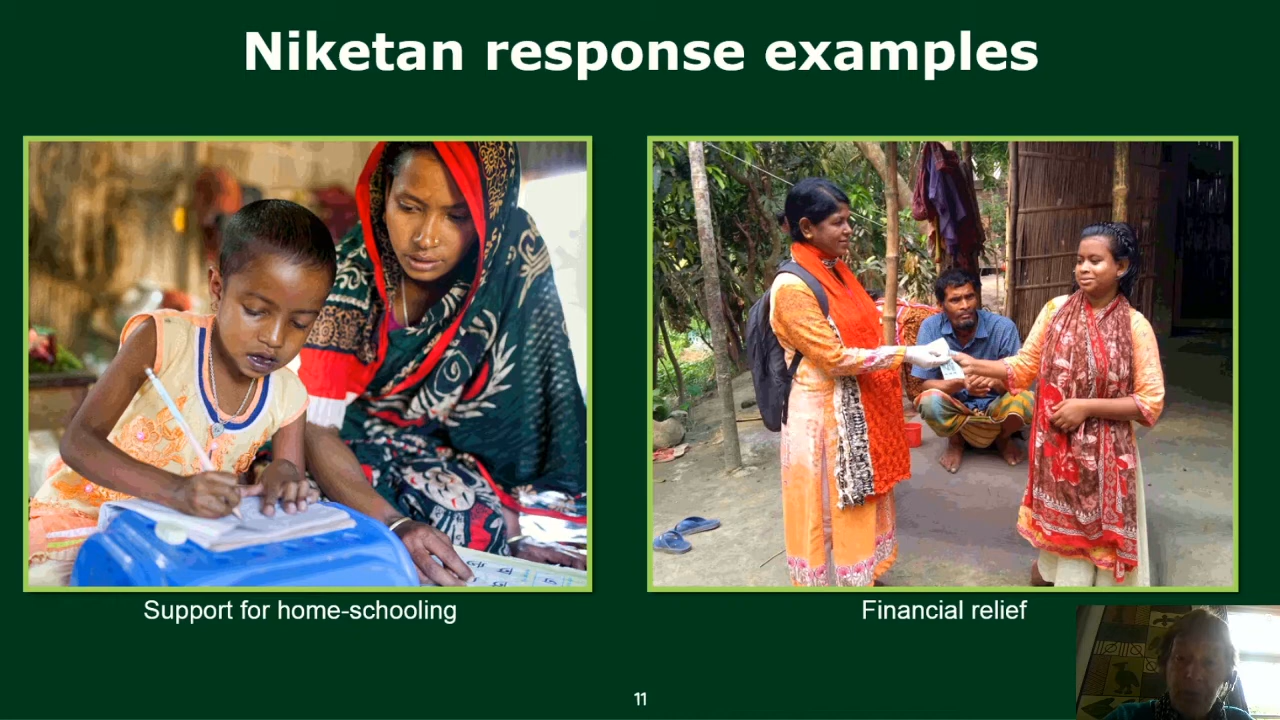 Niketan response examples
Support for home-schooling
Financial relief
11